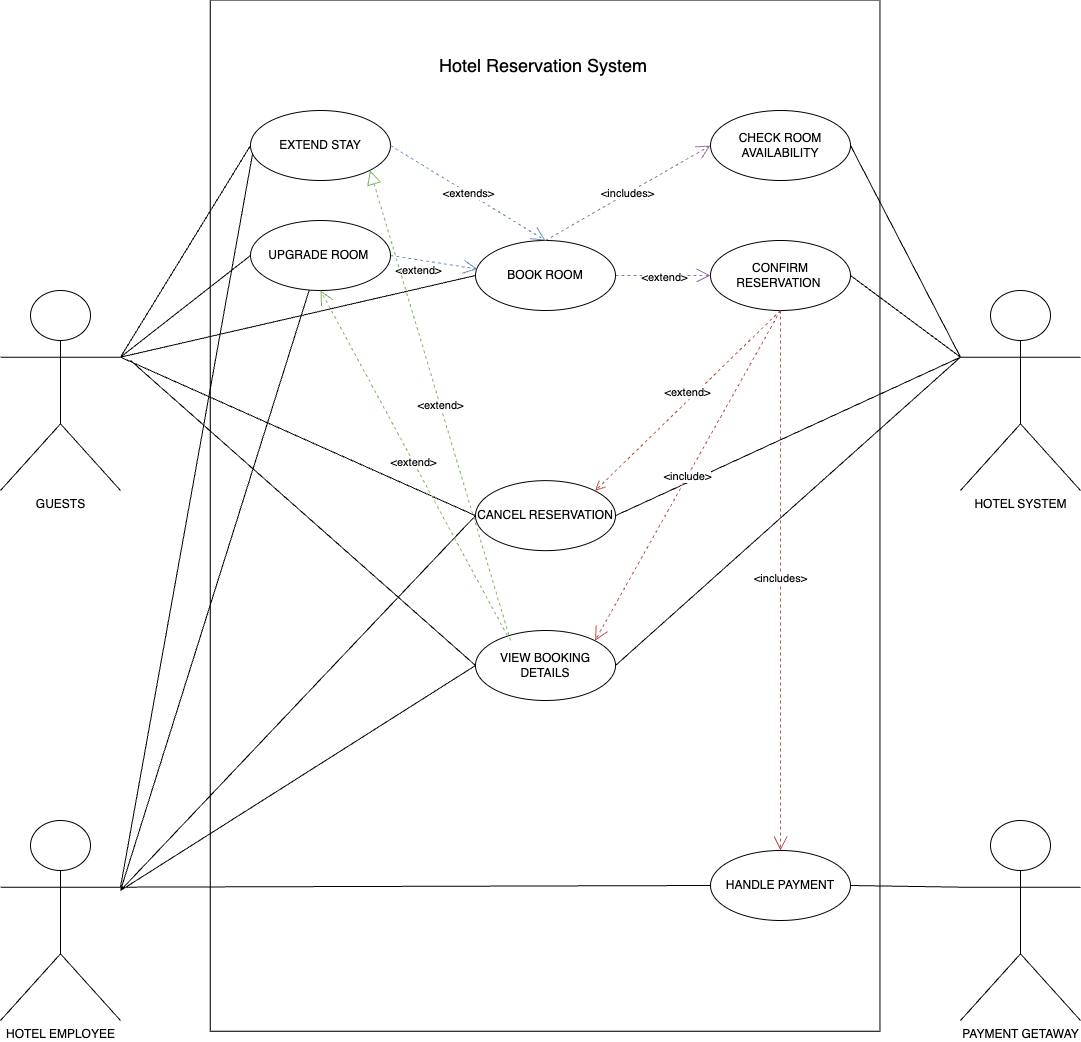 Hotel Reservation System
EXTEND STAY
CHECK ROOM
AVAILABILITY
<extends>
<includes>
UPGRADE ROOM
<extend>
BOOK ROOM
<extend>
CONFIRM
RESERVATION
<extend>
<extend>
<extend>
<include>
GUESTS
HOTEL SYSTEM
CANCEL RESERVATION
<includes>
VIEW BOOKING
DETAILS
HANDLE PAYMENT
HOTEL EMPLOYEE
PAYMENT GETAWAY